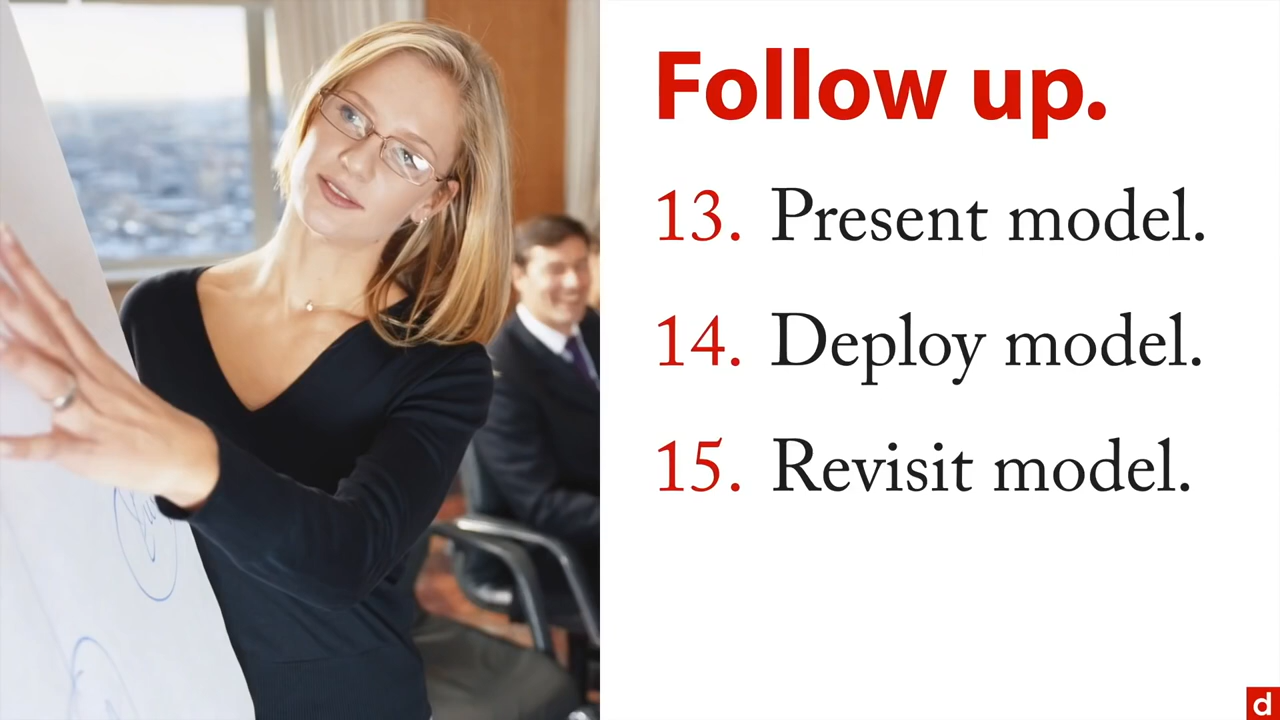 Follow up.
13. Present model.
14. Deploy model.
15. Revisit model.
d